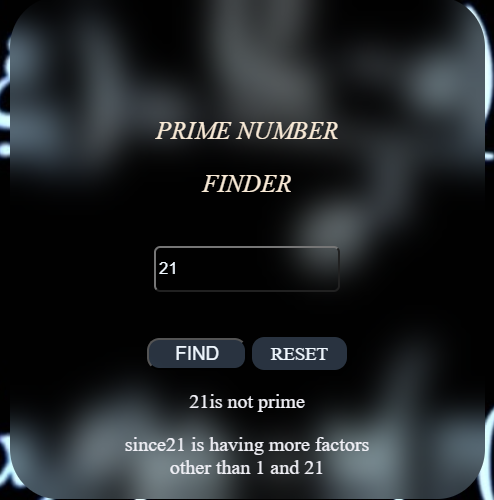 PRIME NUMBER
FINDER
21
FIND RESET
21is not prime
since21 is having more factors
other than 1 and 21